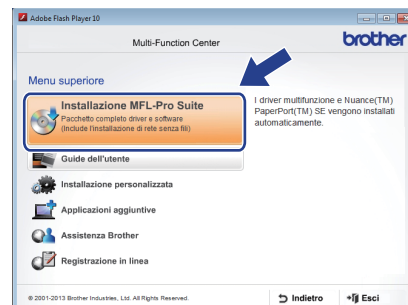 Adobe Flash Player 10
Multi-Function Center
brother
Menu superiore
Installazione MFL-Pro Suite
Pacchetto completo driver e software
(Include l'installazione di rete senza fili)
I driver multifunzione e Nuance(TM)
PaperPort(TM) SE vengono installati
automaticamente.
Guide dell'utente
Installazione personalizzata
Applicazioni aggiuntive
Assistenza Brother
Registrazione in linea
© 2001-2013 Brother Industries, Ltd. All Rights Reserved.
Indietro
Esci